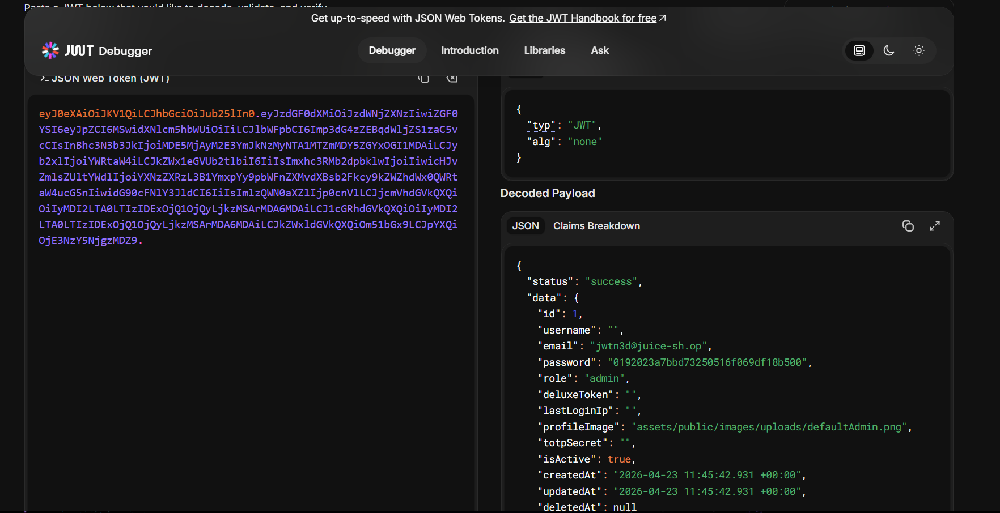 Paste a JWT below that you'd like to decode, validate, and verify.
Get up-to-speed with JSON Web Tokens. Get the JWT Handbook for free
JWT Debugger
Debugger
Introduction
Libraries
Ask
JSON Web Token (JWT)
eyJ0eXAiOiJKV1QiLCJhbGciOiJub25lIn0.eyJzdGF0dXMiOiJzdWNjZXNzIiwiZGF0
YSI6eyJpZCI6MSwidXNlcm5hbWUiOiIiLCJlbWFpbCI6Imp3dG4zZEBqdWljZS1zaC5v
cCIsInBhc3N3b3JkIjoiMDE5MjAyM2E3YmJkNzMyNTA1MTZmMDY5ZGYxOGI1MDAiLCJy
b2xlIjoiYWRtaW4iLCJkZWx1eGVUb2tlbiI6IiIsImxhc3RMb2dpbklwIjoiIiwicHJv
ZmlsZUltYWdlIjoiYXNzZXRzL3B1YmxpYy9pbWFnZXMvdXBsb2Fkcy9kZWZhdWx0QWRt
aW4ucG5nIiwidG90cFNlY3JldCI6IiIsImlzQWN0aXZlIjp0cnVlLCJjcmVhdGVkQXQi
OiIyMDI2LTA0LTIzIDExOjQ1OjQyLjkzMSArMDA6MDAiLCJ1cGRhdGVkQXQiOiIyMDI2
LTA0LTIzIDExOjQ1OjQyLjkzMSArMDA6MDAiLCJkZWxldGVkQXQiOm51bGx9LCJpYXQi
OjE3NzY5NjgzMDZ9.
{
"typ": "JWT",
"alg": "none"
}
Decoded Payload
JSON
Claims Breakdown
{
"status": "success",
"data": {
"id": 1,
"username": "",
"email": "jwtn3d@juice-sh.op",
"password": "0192023a7bbd73250516f069df18b500",
"role": "admin",
"deluxeToken": "",
"lastLoginIp": "",
"profileImage": "assets/public/images/uploads/defaultAdmin.png",
"totpSecret": "",
"isActive": true,
"createdAt": "2026-04-23 11:45:42.931 +00:00",
"updatedAt": "2026-04-23 11:45:42.931 +00:00",
"deletedAt": null